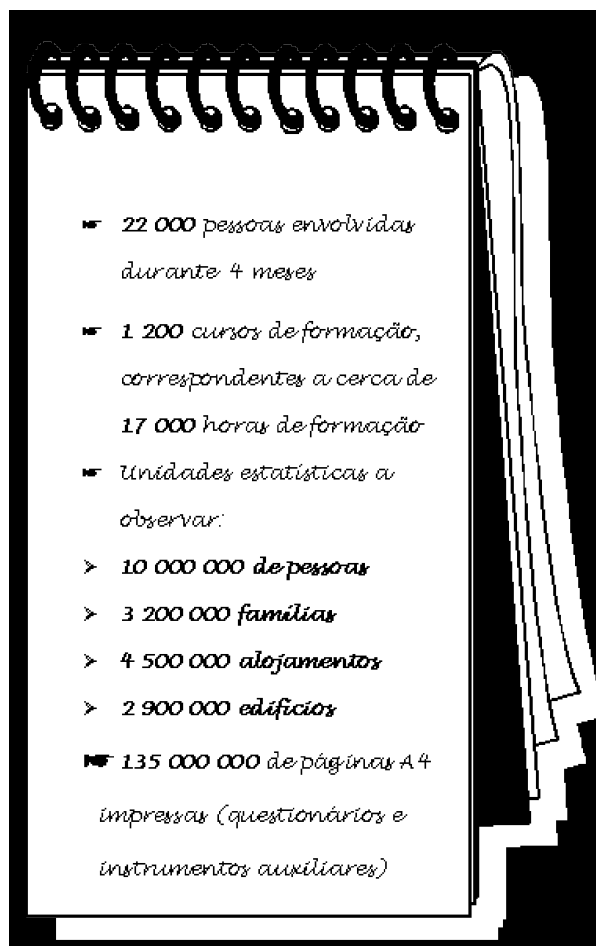 ☛ 22 000 pessoas envolvidas
durante 4 meses
☛ 1 200 cursos de formação,
correspondentes a cerca de
17 000 horas de formação
☛ Unidades estatísticas a
observar:
➢ 10 000 000 de pessoas
➢ 3 200 000 famílias
➢ 4 500 000 alojamentos
➢ 2 900 000 edifícios
☛ 135 000 000 de páginas A4
impressas (questionários e
instrumentos auxiliares)